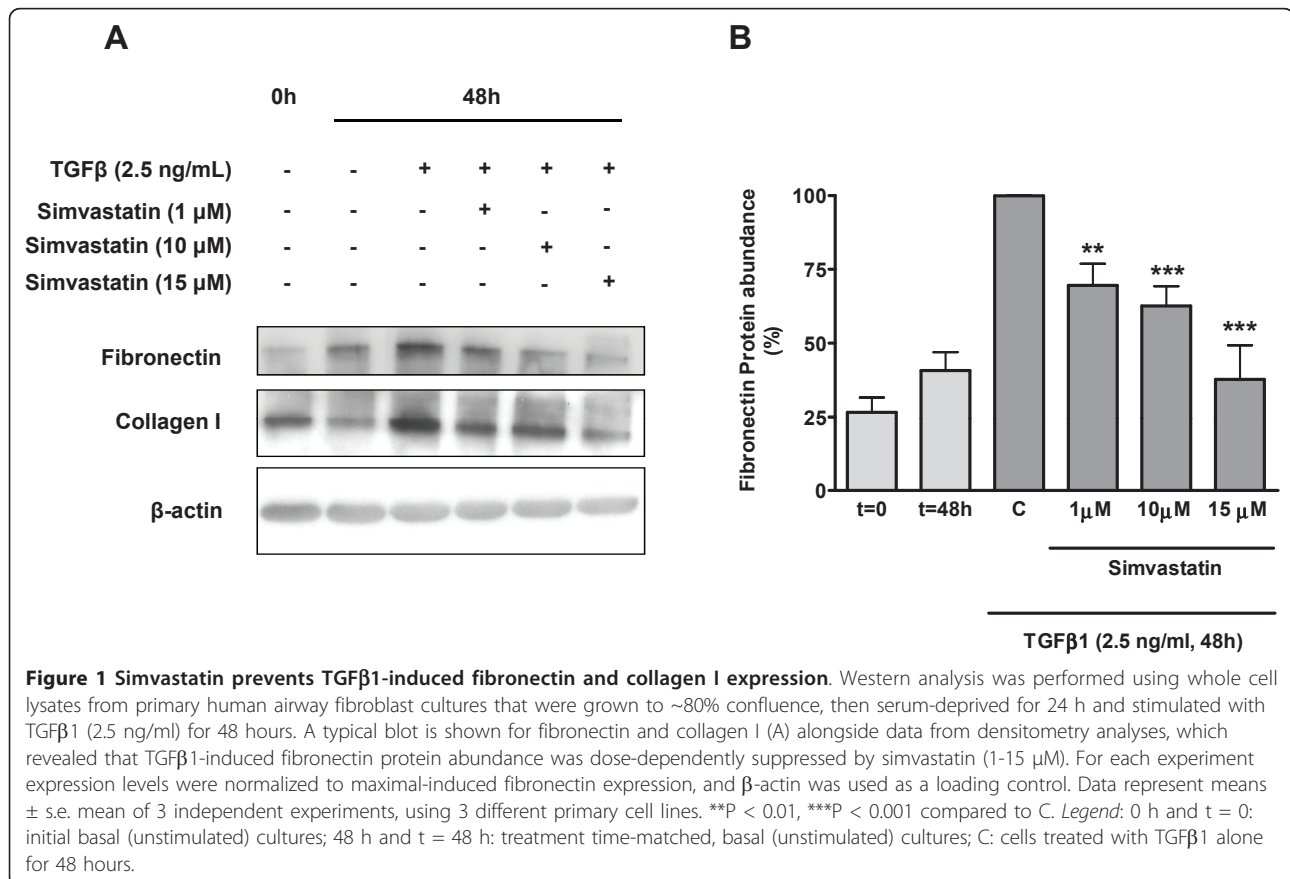 A
0h 48h
TGFβ (2.5 ng/mL) - - + + + +
Simvastatin (1 µM) - - - + - -
Simvastatin (10 µM) - - - - + -
Simvastatin (15 µM) - - - - - +
Fibronectin
Collagen I
β-actin
B
Fibronectin Protein abundance
(%)
100
75
50
25
0
** *** ***
t=0 t=48h C 1µM 10µM 15 µM
Simvastatin
TGFβ1 (2.5 ng/ml, 48h)
Figure 1 Simvastatin prevents TGFβ1-induced fibronectin and collagen I expression. Western analysis was performed using whole cell
lysates from primary human airway fibroblast cultures that were grown to ~80% confluence, then serum-deprived for 24 h and stimulated with
TGFβ1 (2.5 ng/ml) for 48 hours. A typical blot is shown for fibronectin and collagen I (A) alongside data from densitometry analyses, which
revealed that TGFβ1-induced fibronectin protein abundance was dose-dependently suppressed by simvastatin (1-15 µM). For each experiment
expression levels were normalized to maximal-induced fibronectin expression, and β-actin was used as a loading control. Data represent means
± s.e. mean of 3 independent experiments, using 3 different primary cell lines. **P < 0.01, ***P < 0.001 compared to C. Legend: 0 h and t = 0:
initial basal (unstimulated) cultures; 48 h and t = 48 h: treatment time-matched, basal (unstimulated) cultures; C: cells treated with TGFβ1 alone
for 48 hours.